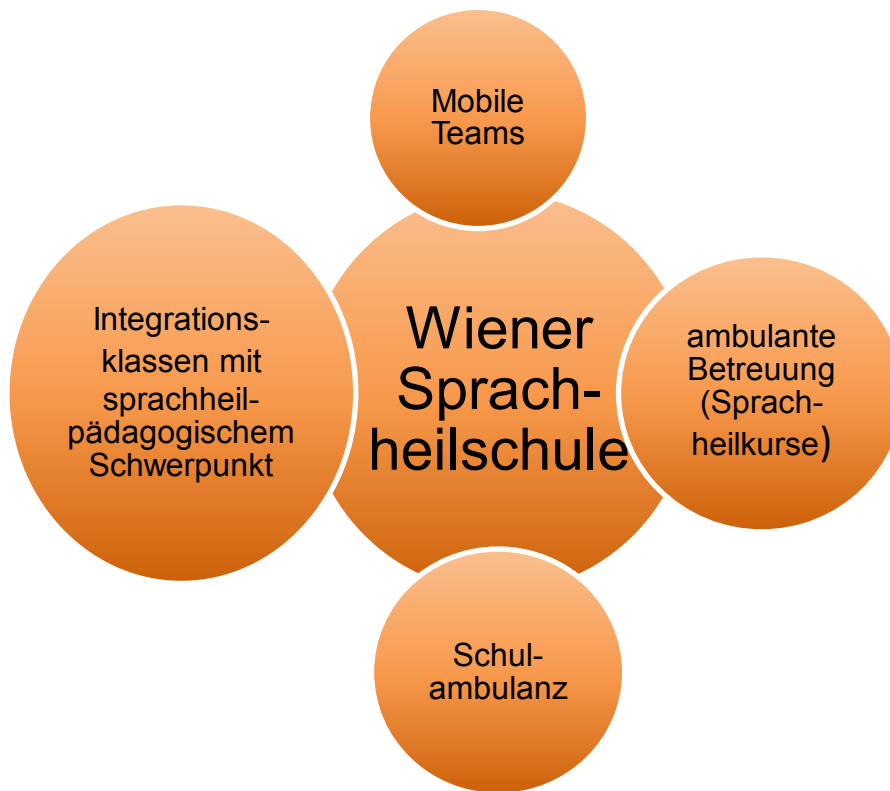 Mobile
Teams
Integrations-
klassen mit
sprachheil-
pädagogischem
Schwerpunkt
Wiener
Sprach-
heilschule
ambulante
Betreuung
(Sprach-
heilkurse)
Schul-
ambulanz